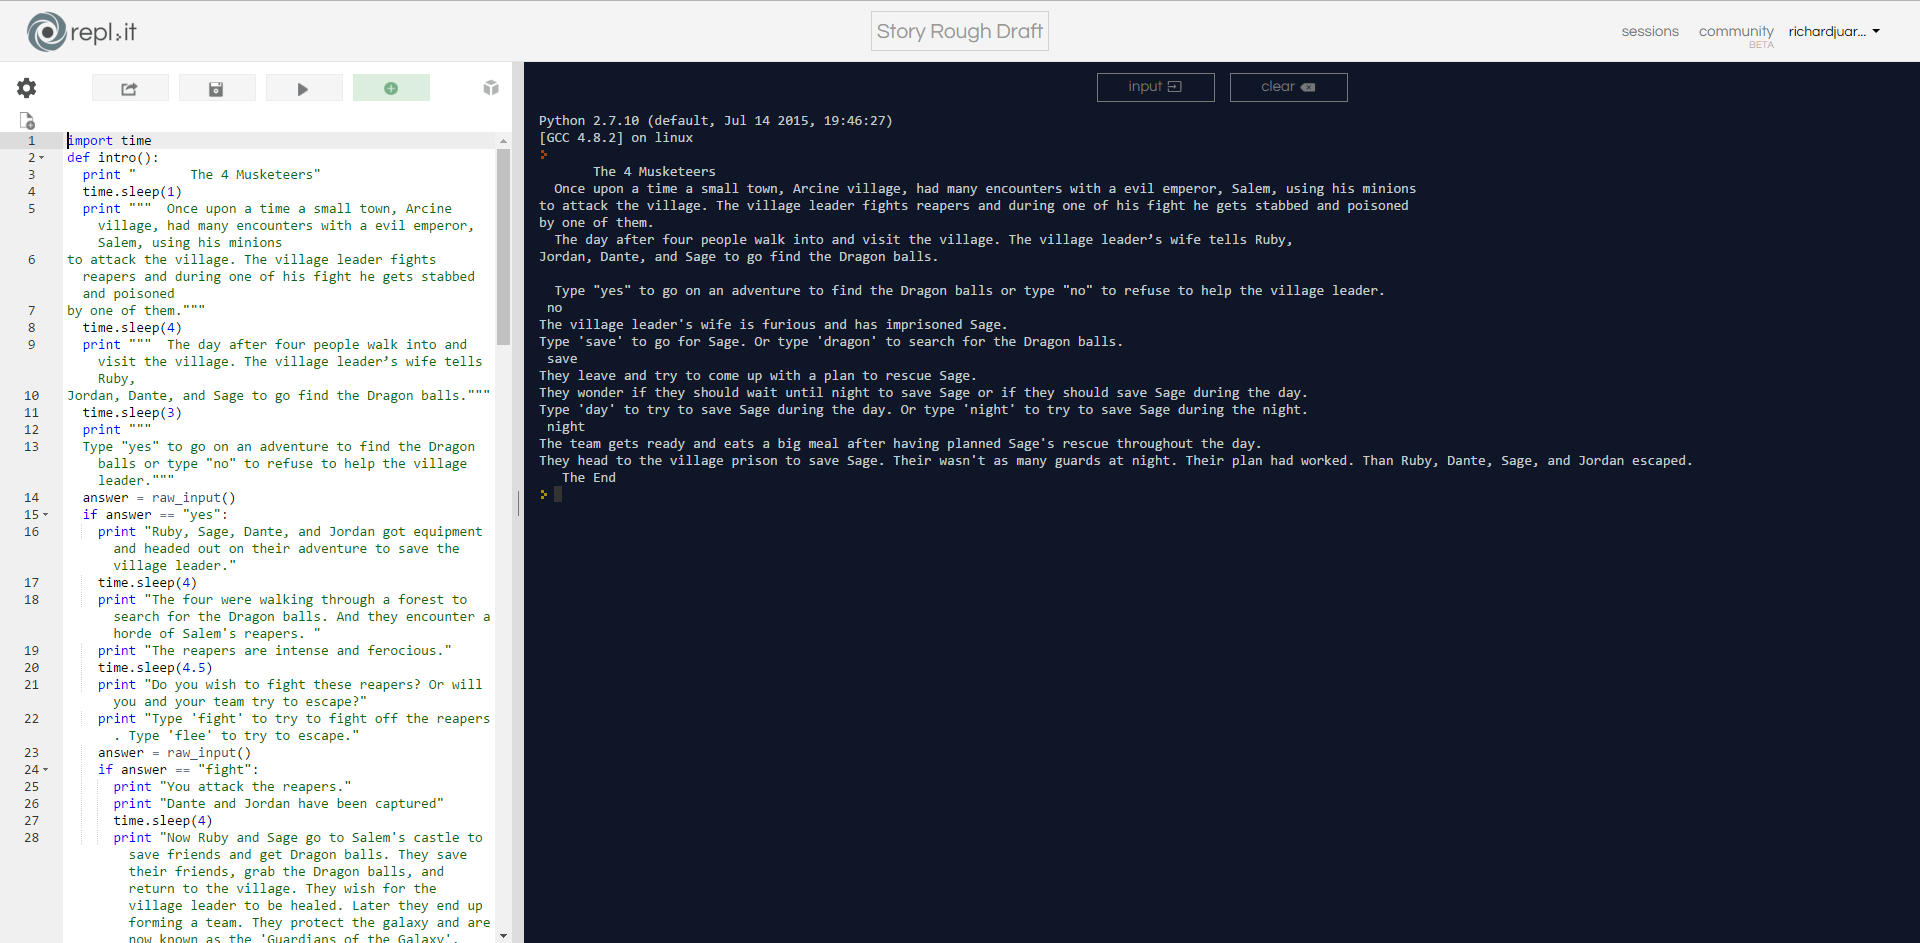 repl.it
Story Rough Draft
sessions
community
BETA
richardjuar...
1 import time
2 def intro():
3 print "       The 4 Musketeers"
4 time.sleep(1)
5 print """  Once upon a time a small town, Arcine
village, had many encounters with a evil emperor,
Salem, using his minions
6 to attack the village. The village leader fights
reapers and during one of his fight he gets stabbed
and poisoned
7 by one of them."""
8 time.sleep(4)
9 print """  The day after four people walk into and
visit the village. The village leader’s wife tells
Ruby,
10 Jordan, Dante, and Sage to go find the Dragon balls."""
11 time.sleep(3)
12 print """
13 Type "yes" to go on an adventure to find the Dragon
balls or type "no" to refuse to help the village
leader."""
14 answer = raw_input()
15 if answer == "yes":
16 print "Ruby, Sage, Dante, and Jordan got equipment
and headed out on their adventure to save the
village leader."
17 time.sleep(4)
18 print "The four were walking through a forest to
search for the Dragon balls. And they encounter a
horde of Salem's reapers. "
19 print "The reapers are intense and ferocious."
20 time.sleep(4.5)
21 print "Do you wish to fight these reapers? Or will
you and your team try to escape?"
22 print "Type 'fight' to try to fight off the reapers
. Type 'flee' to try to escape."
23 answer = raw_input()
24 if answer == "fight":
25 print "You attack the reapers."
26 print "Dante and Jordan have been captured"
27 time.sleep(4)
28 print "Now Ruby and Sage go to Salem's castle to
save friends and get Dragon balls. They save
their friends, grab the Dragon balls, and
return to the village. They wish for the
village leader to be healed. Later they end up
forming a team. They protect the galaxy and are
now known as the 'Guardians of the Galaxy'.
input
clear
Python 2.7.10 (default, Jul 14 2015, 19:46:27)
[GCC 4.8.2] on linux
The 4 Musketeers
Once upon a time a small town, Arcine village, had many encounters with a evil emperor, Salem, using his minions
to attack the village. The village leader fights reapers and during one of his fight he gets stabbed and poisoned
by one of them.
The day after four people walk into and visit the village. The village leader’s wife tells Ruby,
Jordan, Dante, and Sage to go find the Dragon balls.
Type "yes" to go on an adventure to find the Dragon balls or type "no" to refuse to help the village leader.
no
The village leader's wife is furious and has imprisoned Sage.
Type 'save' to go for Sage. Or type 'dragon' to search for the Dragon balls.
save
They leave and try to come up with a plan to rescue Sage.
They wonder if they should wait until night to save Sage or if they should save Sage during the day.
Type 'day' to try to save Sage during the day. Or type 'night' to try to save Sage during the night.
night
The team gets ready and eats a big meal after having planned Sage's rescue throughout the day.
They head to the village prison to save Sage. Their wasn't as many guards at night. Their plan had worked. Than Ruby, Dante, Sage, and Jordan escaped.
The End